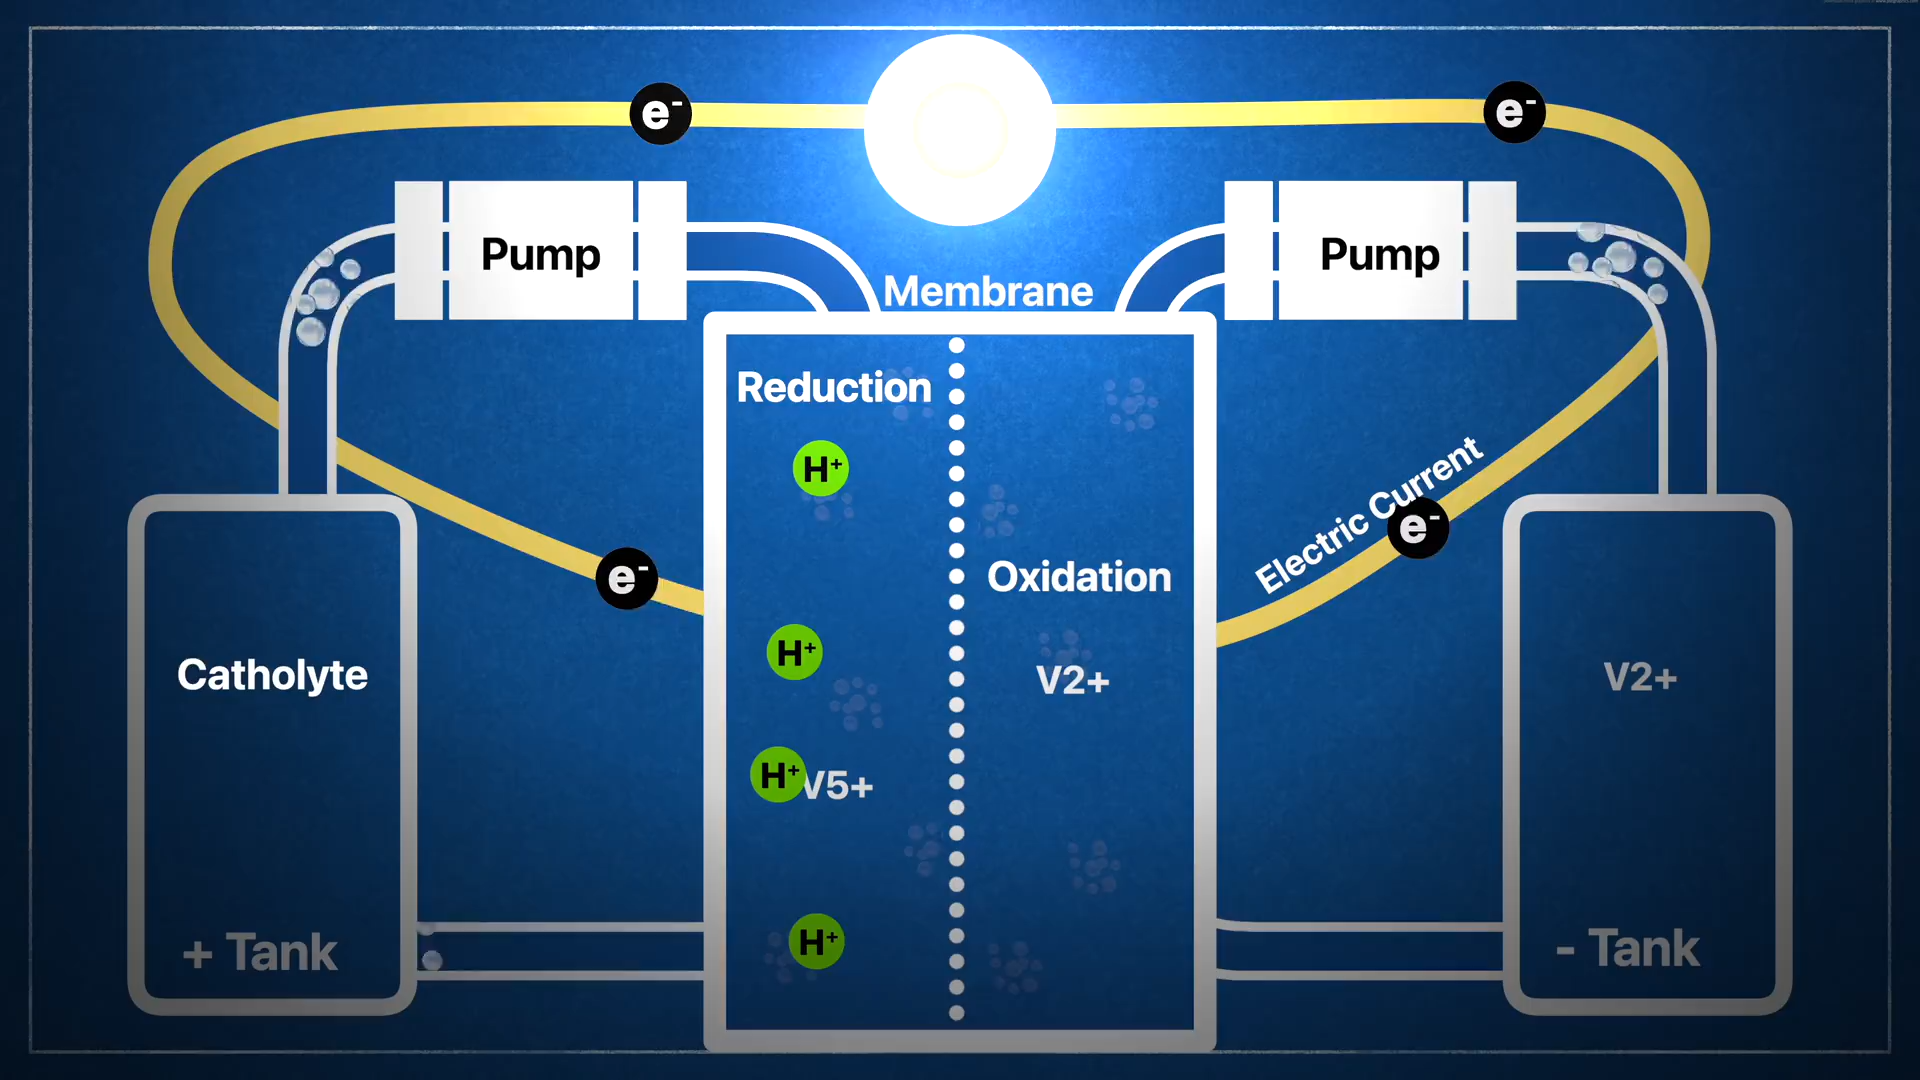 e-
e-
Pump
Pump
Membrane
Reduction
H+
Electric Current
e-
Oxidation
e-
H+
Catholyte
V2+
V2+
H+
V5+
H+
+ Tank
- Tank